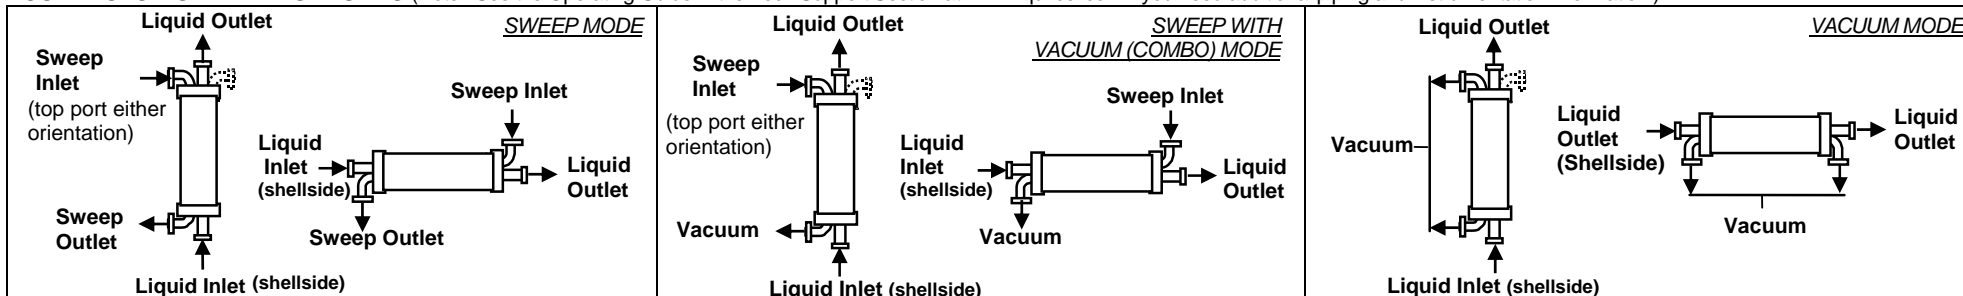 Liquid Outlet
SWEEP MODE
Sweep
Inlet
(top port either
orientation)
Sweep Inlet
Liquid
Inlet
(shellside)
Liquid
Outlet
Sweep
Outlet
Sweep Outlet
Liquid Inlet (shellside)
Liquid Outlet
SWEEP WITH
VACUUM (COMBO) MODE
Sweep
Inlet
(top port either
orientation)
Sweep Inlet
Liquid
Inlet
(shellside)
Liquid
Outlet
Vacuum
Vacuum
Liquid Inlet (shellside)
Liquid Outlet
VACUUM MODE
Vacuum
Liquid
Outlet
(Shellside)
Liquid
Outlet
Vacuum
Liquid Inlet (shellside)